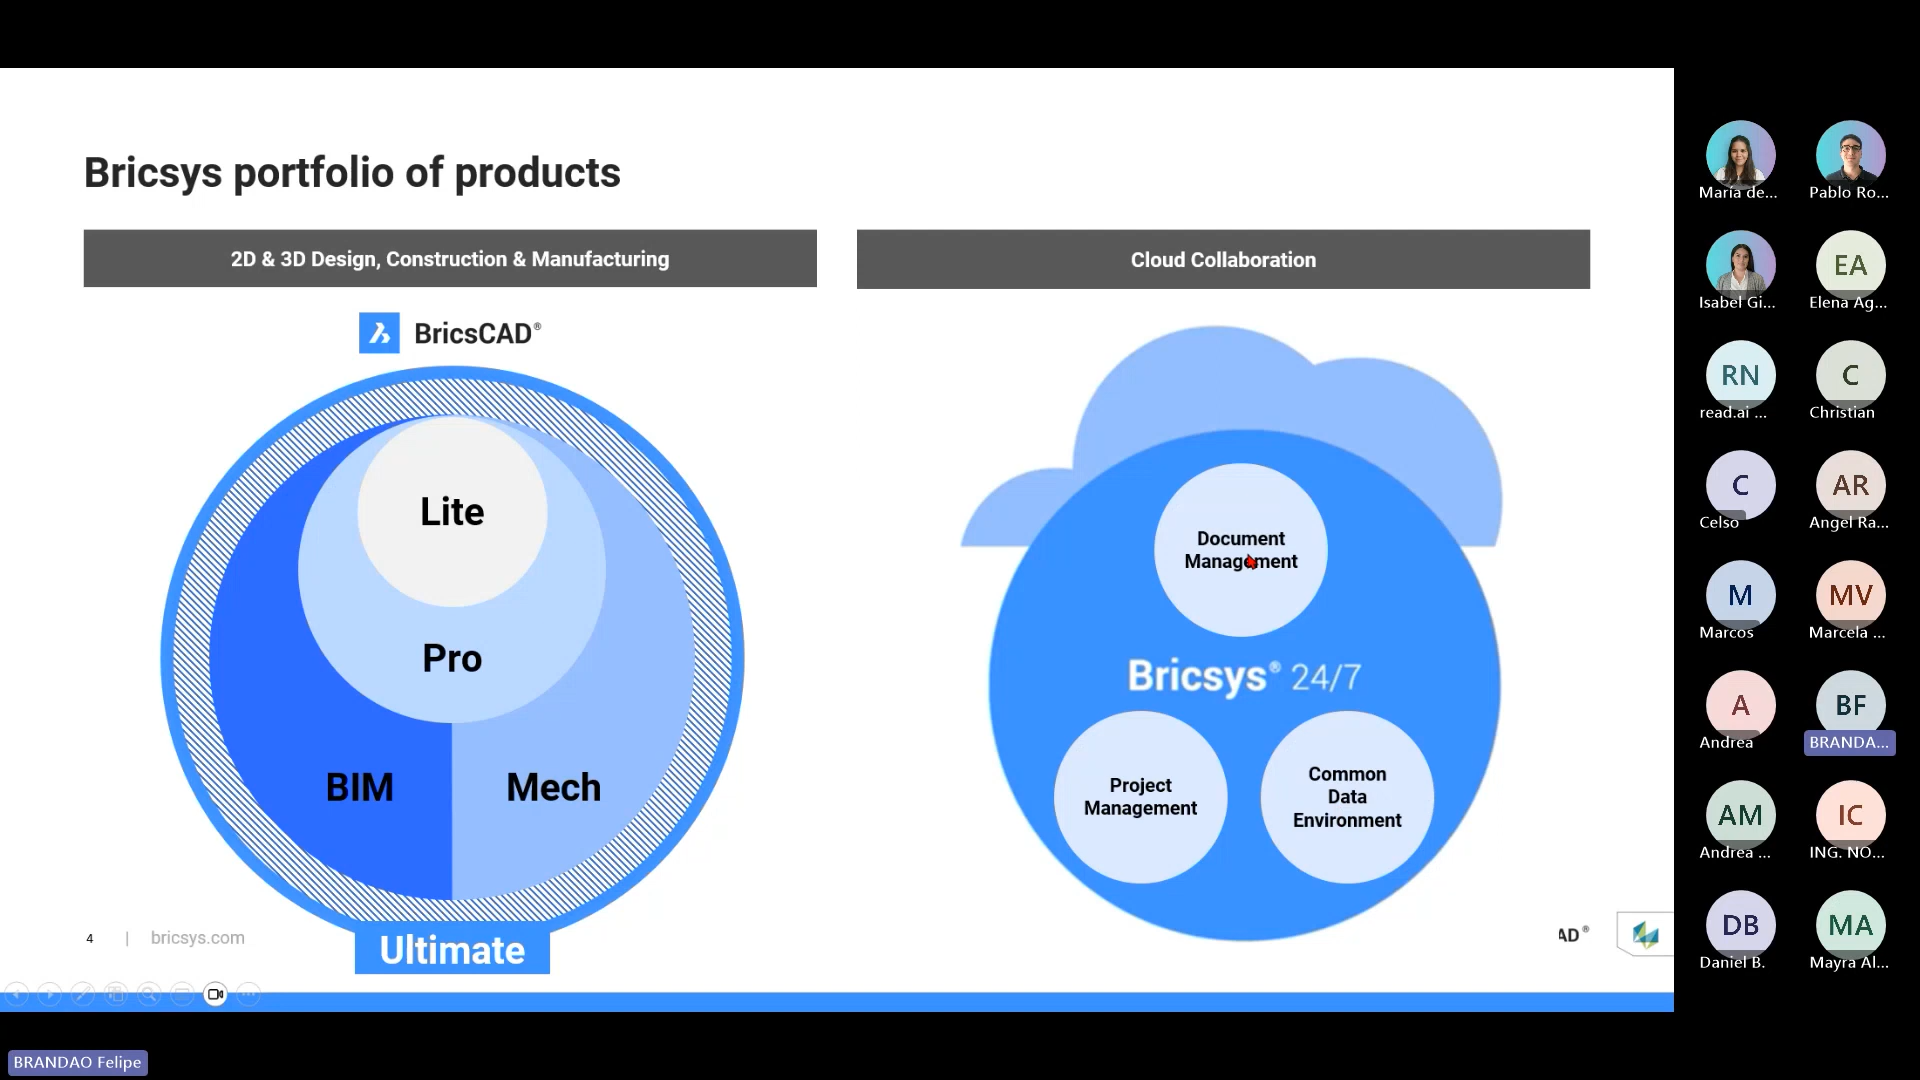 Bricsys portfolio of products
2D & 3D Design, Construction & Manufacturing
Cloud Collaboration
BricsCAD®
Lite
Pro
BIM
Mech
Ultimate
Document
Management
Bricsys® 24/7
Project
Management
Common
Data
Environment
4 | bricsys.com
AD®
María de...
Pablo Ro...
Isabel Gi...
EA
Elena Ag...
RN
read.ai ...
C
Christian
C
Celso
AR
Angel Ra...
M
Marcos
MV
Marcela ...
A
Andrea
BF
BRANDA...
AM
Andrea ...
IC
ING. NO...
DB
Daniel B.
MA
Mayra Al...
BRANDAO Felipe